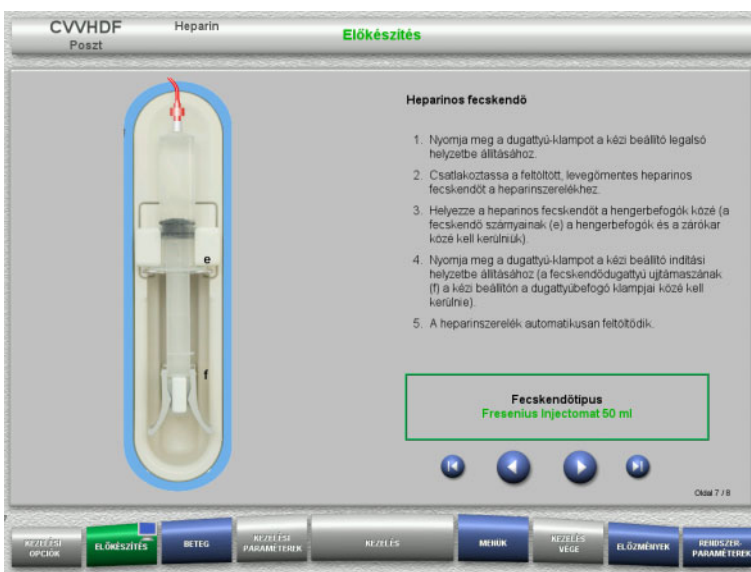 CVVHDF Heparin
Poszt
Előkészítés
Heparinos fecskendő
1. Nyomja meg a dugattyú-klampot a kézi beállító legalsó
helyzetbe állításához.
2. Csatlakoztassa a feltöltött, levegőmentes heparinos
fecskendőt a heparinszerelékhez.
3. Helyezze a heparinos fecskendőt a hengerbefogók közé (a
fecskendő szárnyainak (e) a hengerbefogók és a zárókar
közé kell kerülniük).
4. Nyomja meg a dugattyú-klampot a kézi beállító indítási
helyzetbe állításához (a fecskendődugattyú ujjtámaszának
(f) a kézi beállítón a dugattyúbefogó klampjai közé kell
kerülnie).
5. A heparinszerelék automatikusan feltöltődik.
e
f
Fecskendőtípus
Fresenius Injectomat 50 ml
Oldal 7 / 8
KEZELÉSI
OPCIÓK
ELŐKÉSZÍTÉS
BETEG
KEZELÉSI
PARAMÉTEREK
KEZELÉS
MENÜK
KEZELÉS
VÉGE
ELŐZMÉNYEK
RENDSZER-
PARAMÉTEREK